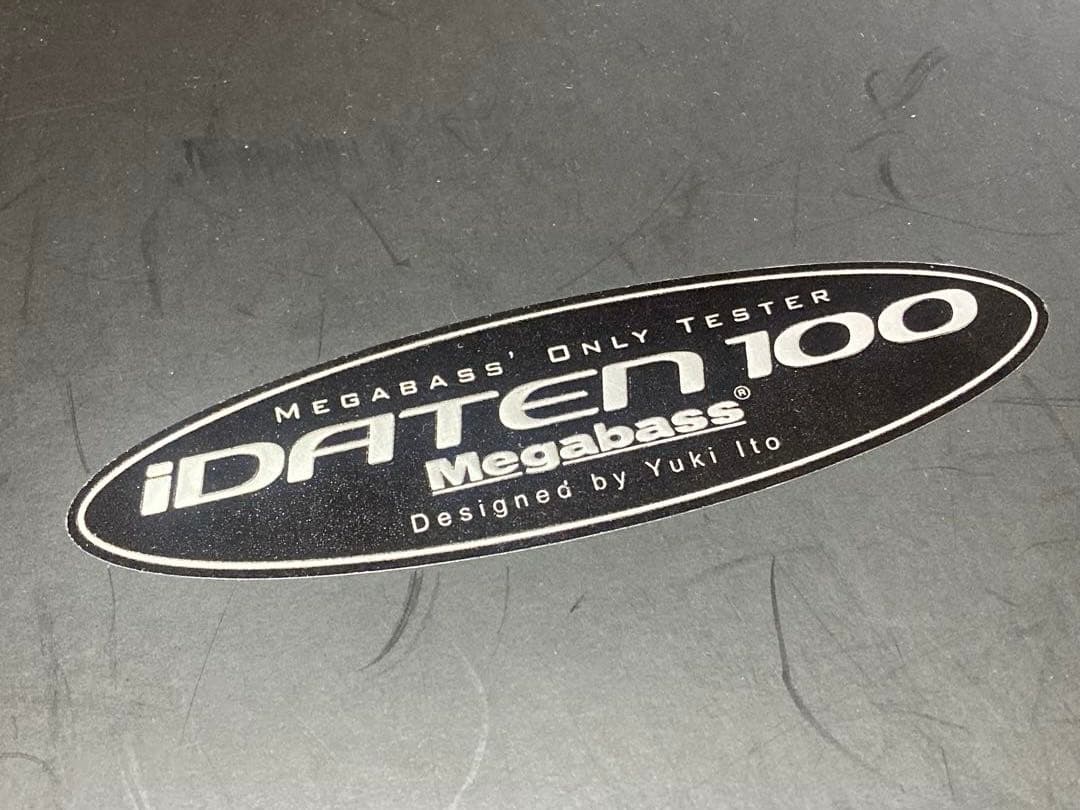 MEGABASS' ONLY TESTER
iDATEN 100
Megabass®
Designed by Yuki Ito